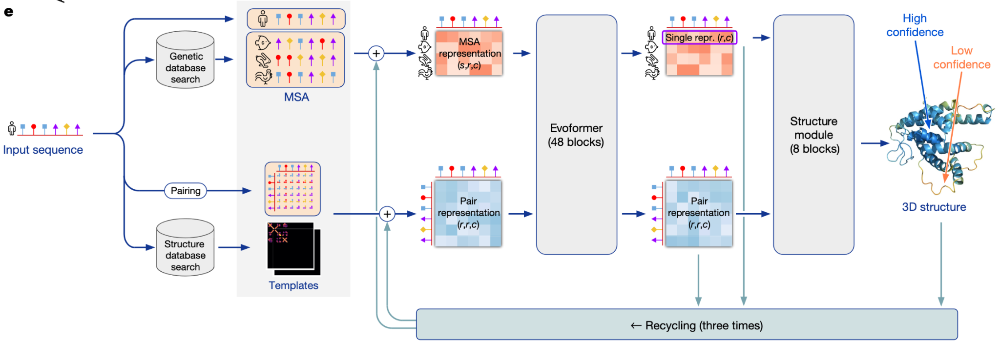 e
Genetic
database
search
MSA
Input sequence
Pairing
Structure
database
search
Templates
MSA
representation
(s,r,c)
Pair
representation
(r,r,c)
Evoformer
(48 blocks)
Single repr. (r,c)
Pair
representation
(r,r,c)
Structure
module
(8 blocks)
High
confidence
Low
confidence
3D structure
← Recycling (three times)